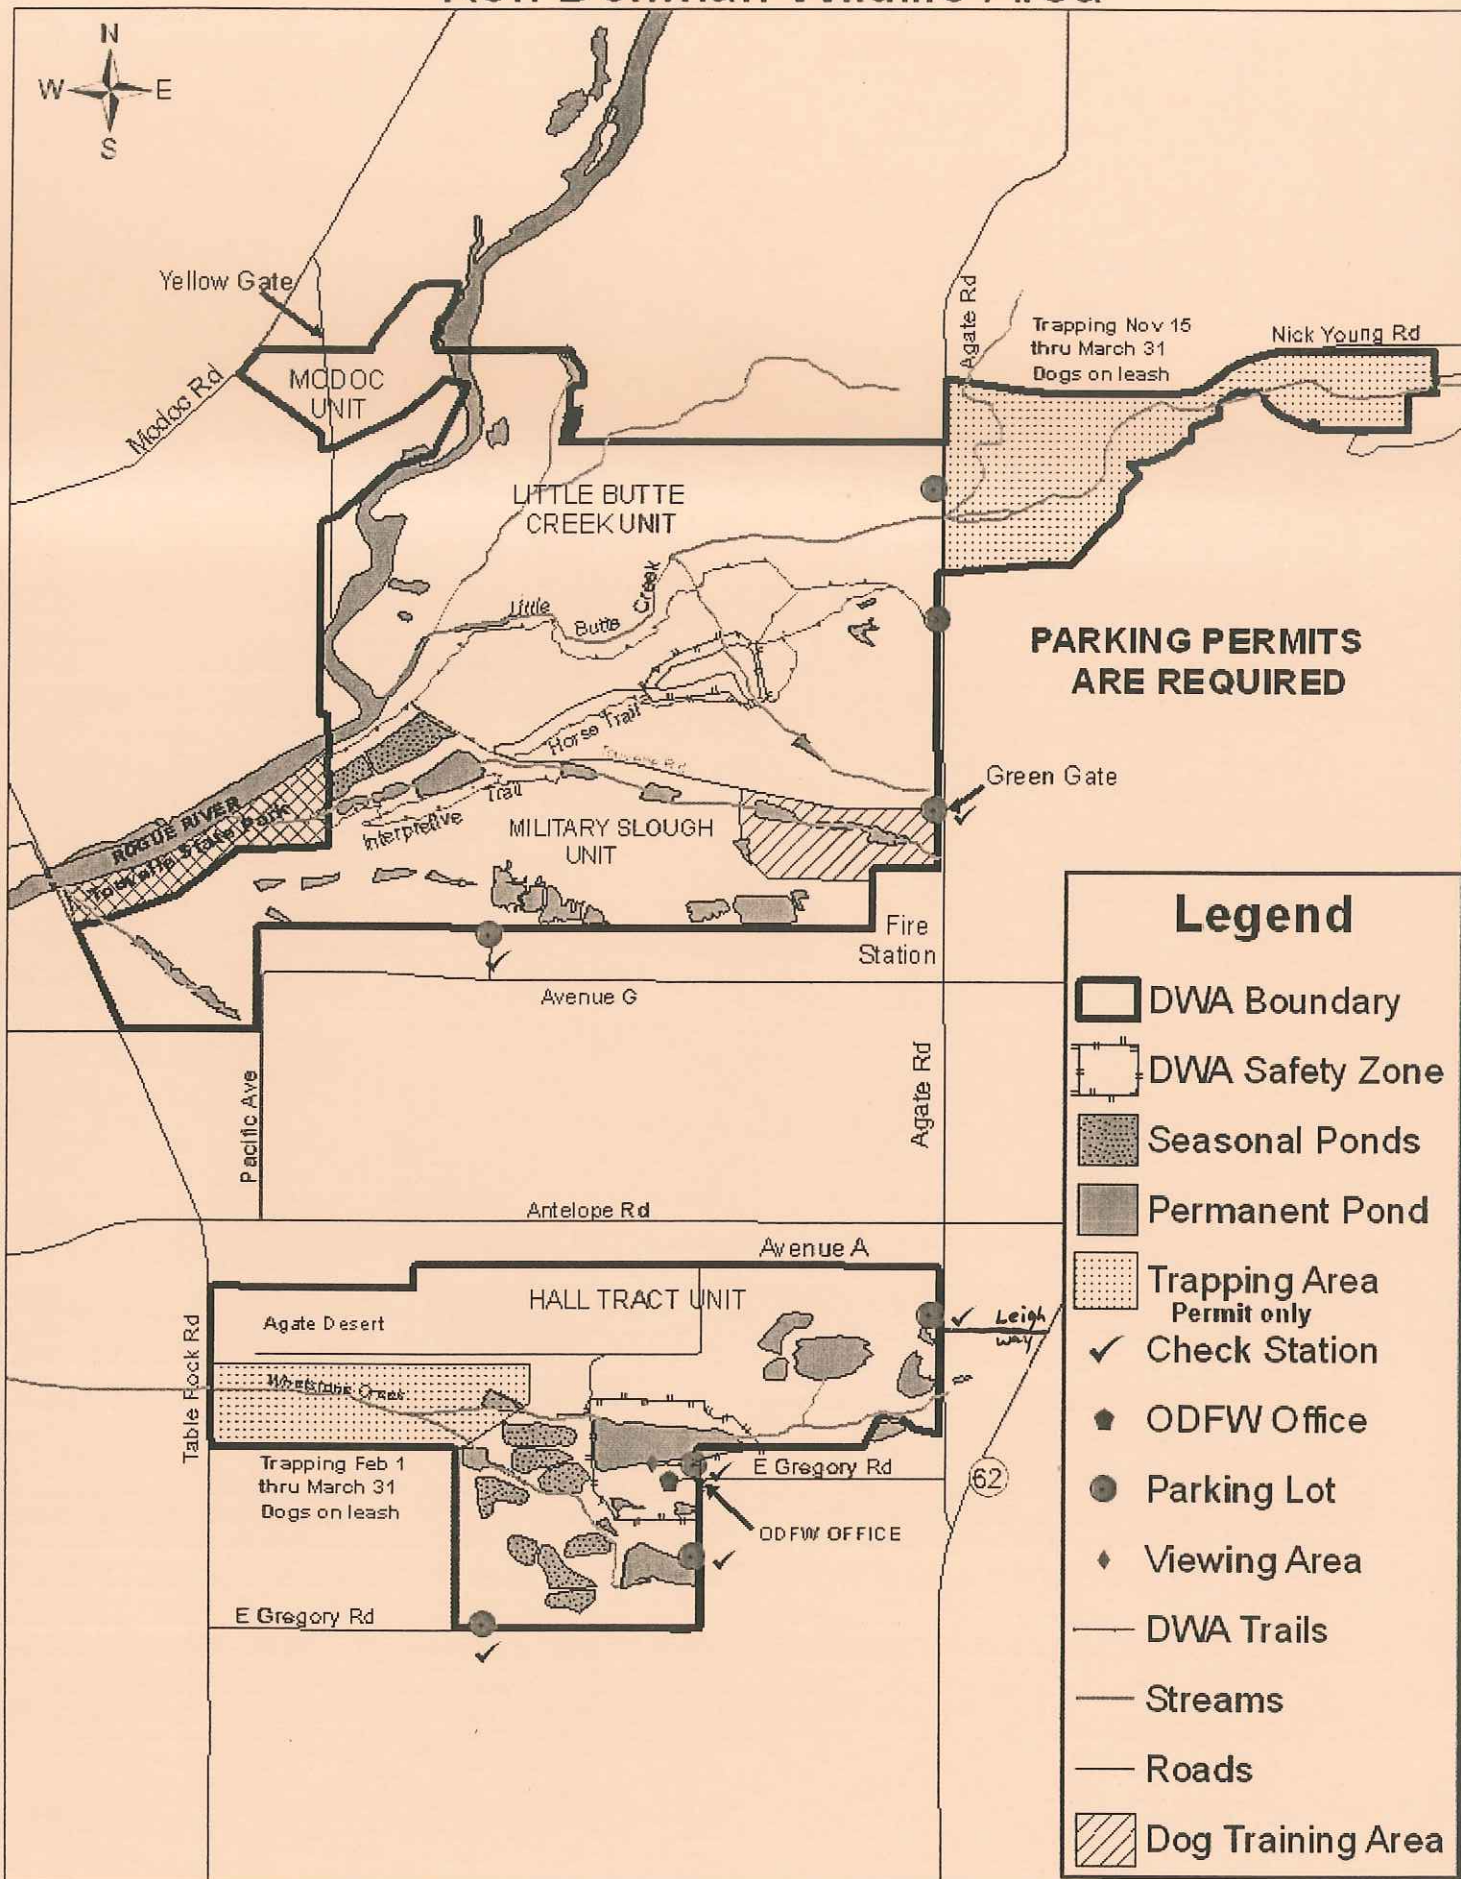 N
W E
S
Yellow Gate
Modoc Rd
MODOC
UNIT
Agate Rd
Trapping Nov 15
thru March 31
Dogs on leash
Nick Young Rd
LITTLE BUTTE
CREEK UNIT
Little Butte Creek
PARKING PERMITS
ARE REQUIRED
Horse Trail
Green Gate
ROGUE RIVER
State Park
Interpretive Trail
MILITARY SLOUGH
UNIT
Fire
Station
Avenue G
Pacific Ave
Agate Rd
Antelope Rd
Avenue A
HALL TRACT UNIT
Agate Desert
Leigh
way
Table Rock Rd
Whetstone Creek
Trapping Feb 1
thru March 31
Dogs on leash
E Gregory Rd
62
ODFW OFFICE
E Gregory Rd
Legend
DWA Boundary
DWA Safety Zone
Seasonal Ponds
Permanent Pond
Trapping Area
Permit only
Check Station
ODFW Office
Parking Lot
Viewing Area
DWA Trails
Streams
Roads
Dog Training Area